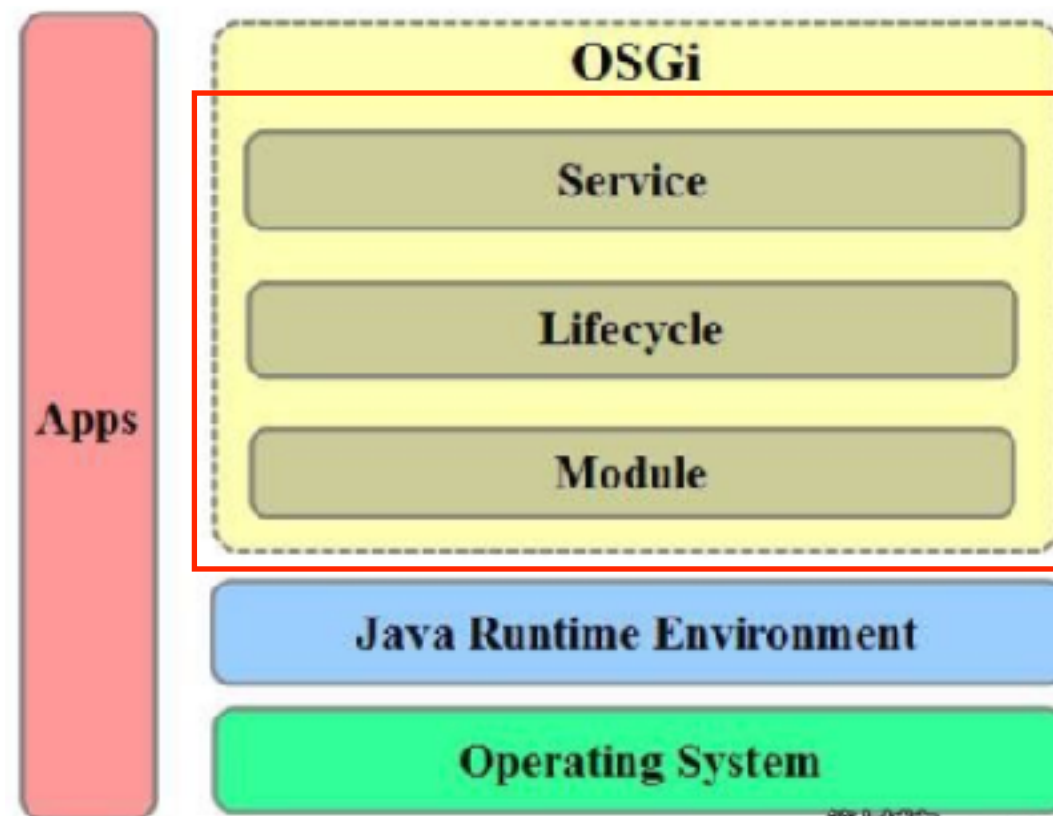 OSGi
Service
Lifecycle
Apps
Module
Java Runtime Environment
Operating System